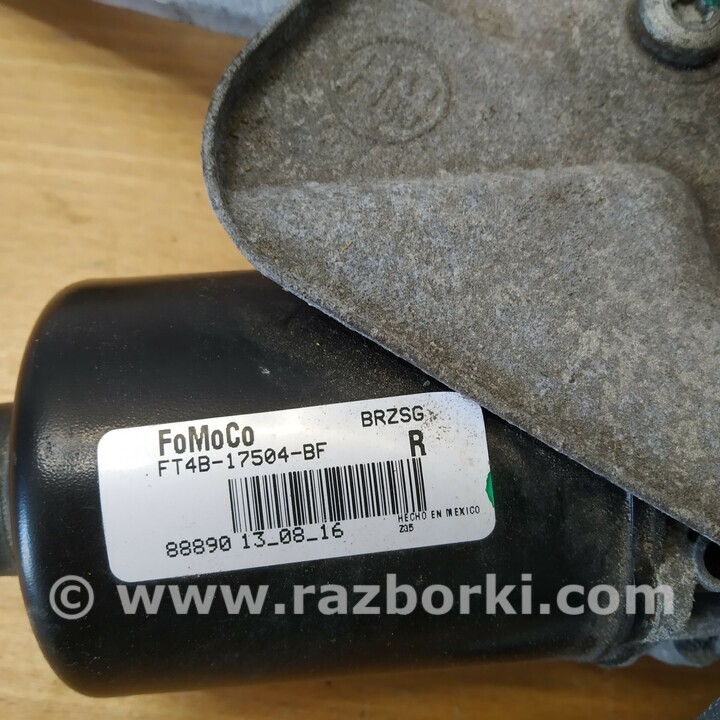 FoMoCo
BRZSG
FT4B-17504-BF
R
HECHO EN MEXICO
Z35
88890 13_08_16
© www.razborki.com